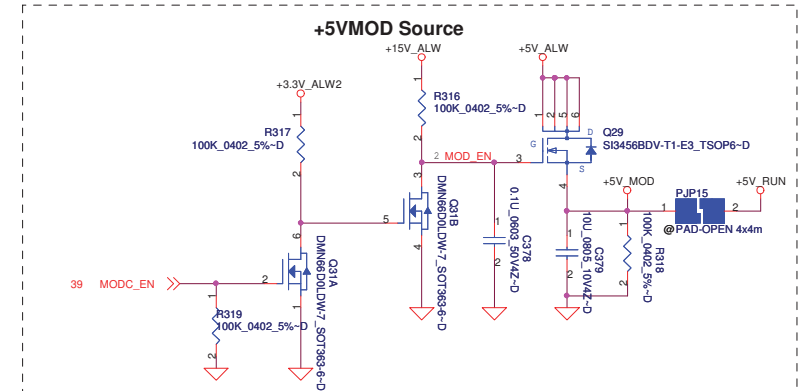 +5VMOD Source
+15V_ALW
+5V_ALW
+3.3V_ALW2
1
R316
100K_0402_5%~D
2
1
2
5
6
D
Q29
SI3456BDV-T1-E3_TSOP6~D
G
S
3
4
1
R317
100K_0402_5%~D
2
2 MOD_EN
3
Q31B
DMN66D0LDW-7_SOT363-6~D
5
4
1
0.1U_0603_50V4Z~D
C378
2
+5V_MOD
PJP15
+5V_RUN
1
2
@PAD-OPEN 4x4m
1
10U_0805_10V4Z~D
C379
2
1
100K_0402_5%~D
R318
2
6
Q31A
DMN66D0LDW-7_SOT363-6~D
2
1
39 MODC_EN
1
R319
100K_0402_5%~D
2